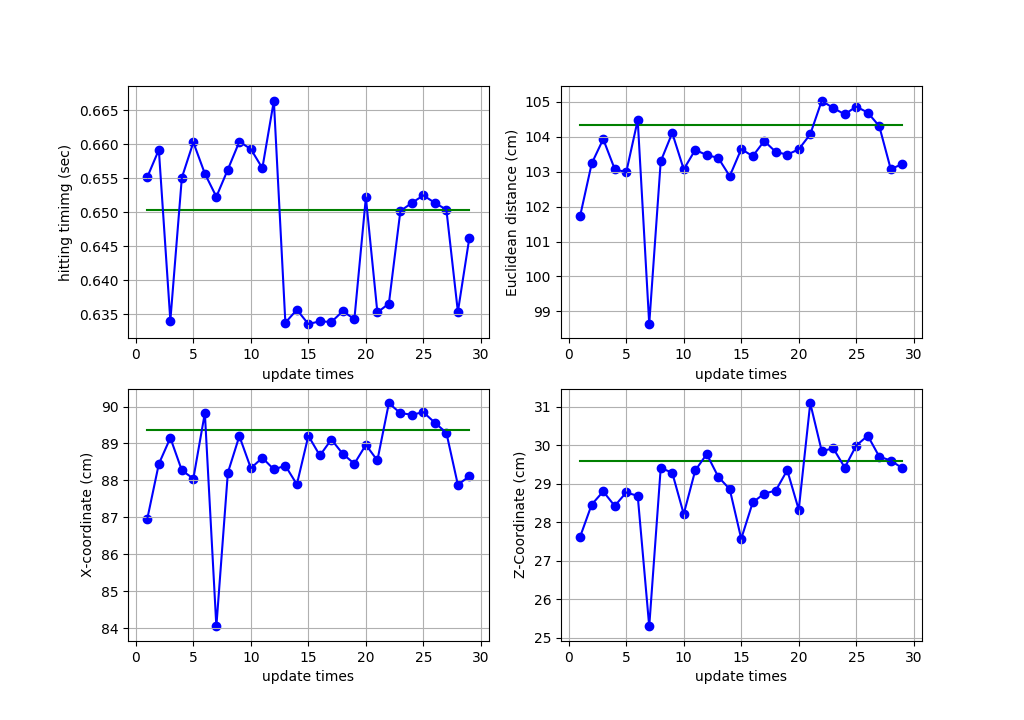 hitting timimg (sec)
0.665
0.660
0.655
0.650
0.645
0.640
0.635
0 5 10 15 20 25 30
update times
Euclidean distance (cm)
105
104
103
102
101
100
99
0 5 10 15 20 25 30
update times
X-coordinate (cm)
90
89
88
87
86
85
84
0 5 10 15 20 25 30
update times
Z-Coordinate (cm)
31
30
29
28
27
26
25
0 5 10 15 20 25 30
update times